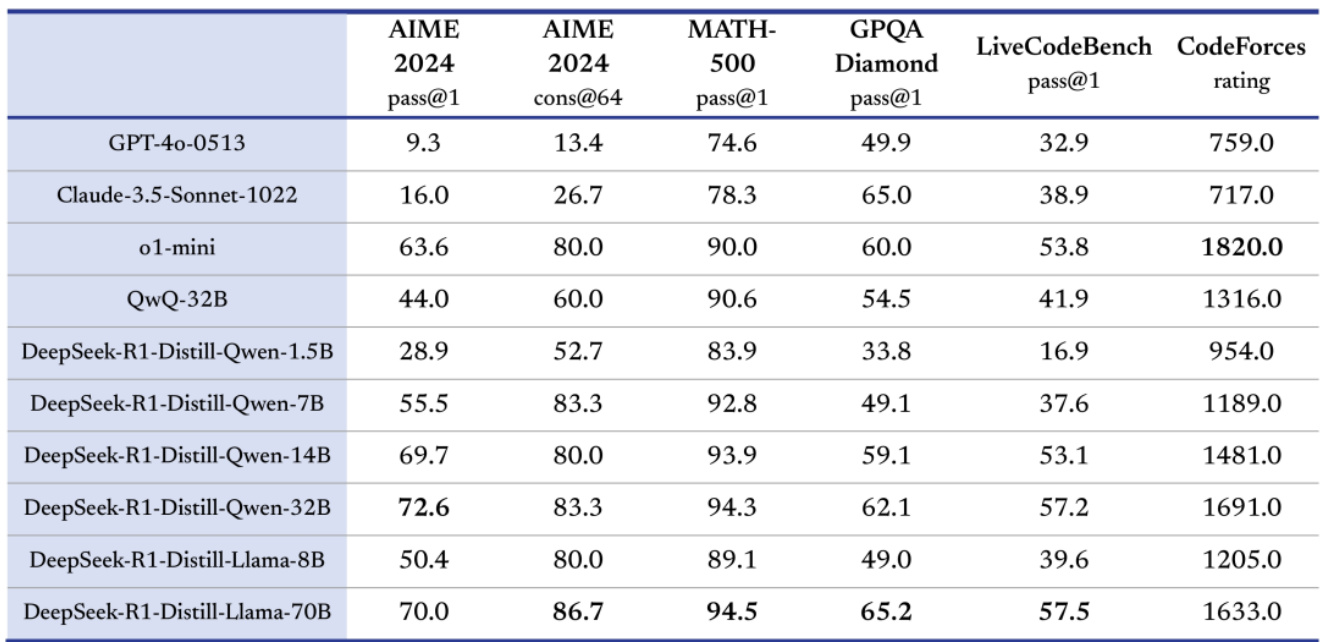 AIME 2024 pass@1 AIME 2024 cons@64 MATH-500 pass@1 GPQA Diamond pass@1 LiveCodeBench pass@1 CodeForces rating
GPT-4o-0513 9.3 13.4 74.6 49.9 32.9 759.0
Claude-3.5-Sonnet-1022 16.0 26.7 78.3 65.0 38.9 717.0
o1-mini 63.6 80.0 90.0 60.0 53.8 1820.0
QwQ-32B 44.0 60.0 90.6 54.5 41.9 1316.0
DeepSeek-R1-Distill-Qwen-1.5B 28.9 52.7 83.9 33.8 16.9 954.0
DeepSeek-R1-Distill-Qwen-7B 55.5 83.3 92.8 49.1 37.6 1189.0
DeepSeek-R1-Distill-Qwen-14B 69.7 80.0 93.9 59.1 53.1 1481.0
DeepSeek-R1-Distill-Qwen-32B 72.6 83.3 94.3 62.1 57.2 1691.0
DeepSeek-R1-Distill-Llama-8B 50.4 80.0 89.1 49.0 39.6 1205.0
DeepSeek-R1-Distill-Llama-70B 70.0 86.7 94.5 65.2 57.5 1633.0